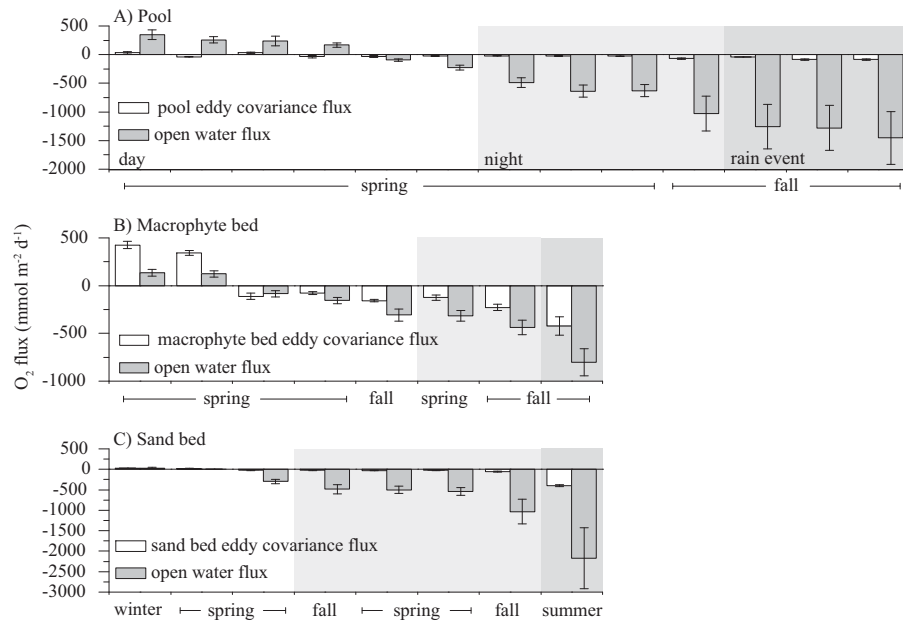 A) Pool
500
0
-500
-1000
-1500
-2000
pool eddy covariance flux
open water flux
day
night
rain event
spring
fall
O2 flux (mmol m-2 d-1)
B) Macrophyte bed
500
0
-500
-1000
macrophyte bed eddy covariance flux
open water flux
spring
fall
spring
fall
C) Sand bed
500
0
-500
-1000
-1500
-2000
-2500
-3000
sand bed eddy covariance flux
open water flux
winter
spring
fall
spring
fall
summer